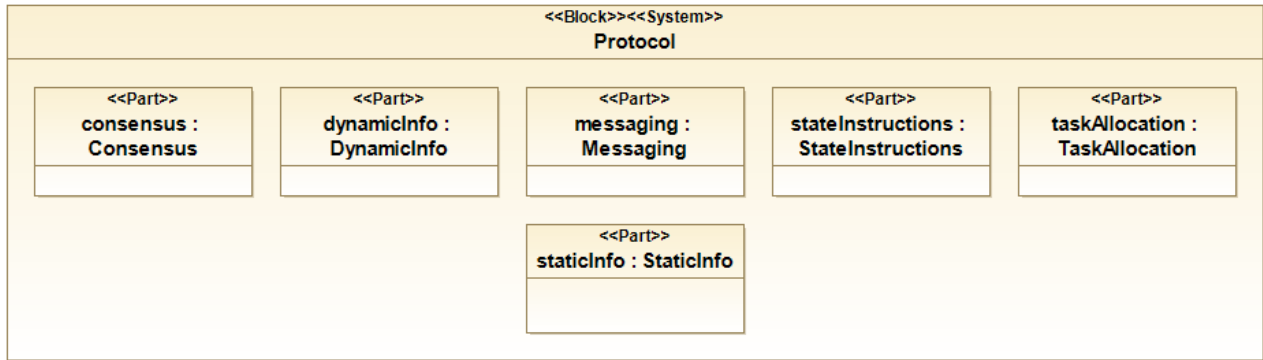 <<Block>><<System>>
Protocol
<<Part>>
consensus :
Consensus
<<Part>>
dynamicInfo :
DynamicInfo
<<Part>>
messaging :
Messaging
<<Part>>
stateInstructions :
StateInstructions
<<Part>>
taskAllocation :
TaskAllocation
<<Part>>
staticInfo : StaticInfo